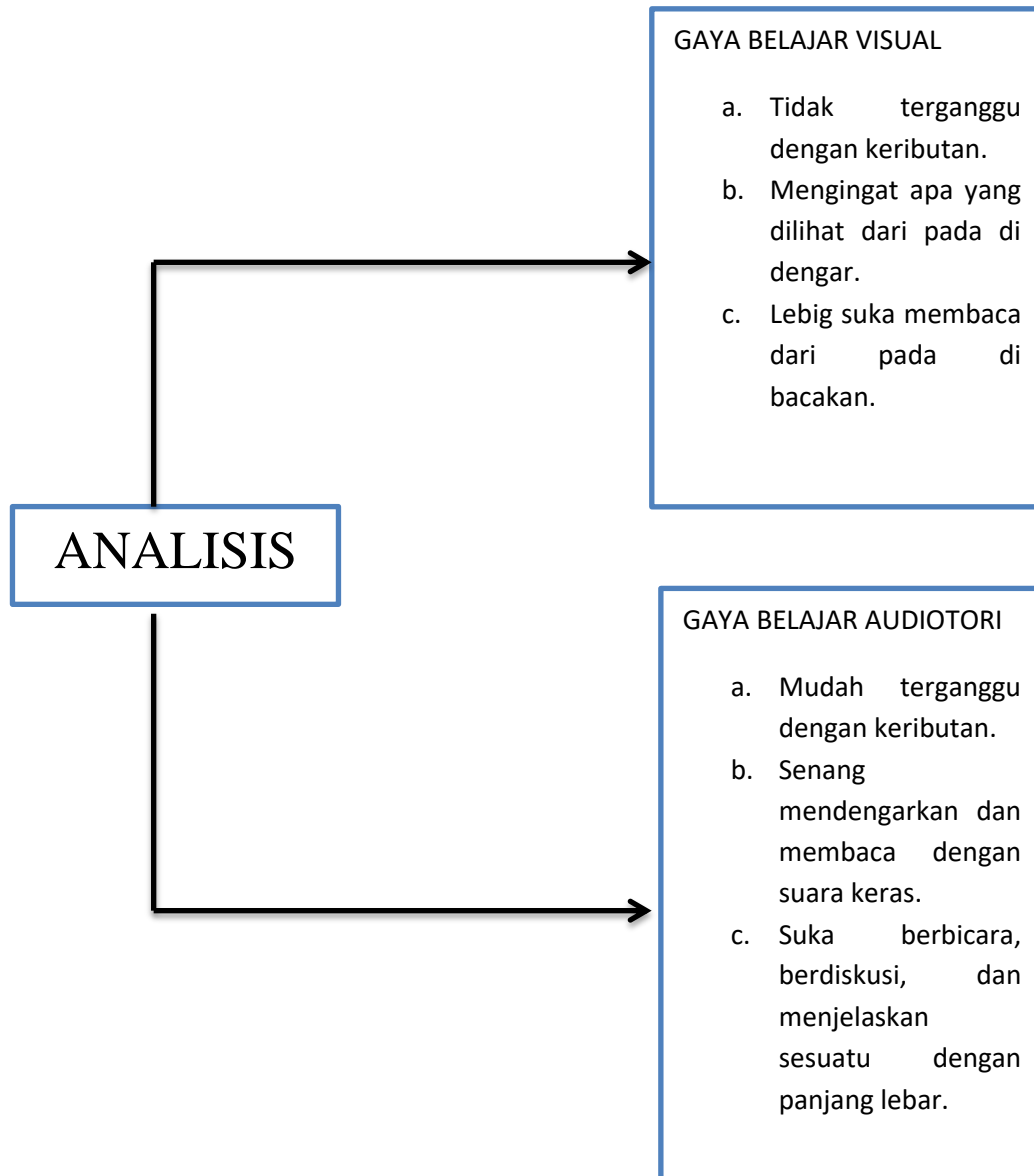 GAYA BELAJAR VISUAL
a. Tidak terganggu
dengan keributan.
b. Mengingat apa yang
dilihat dari pada di
dengar.
c. Lebig suka membaca
dari pada di
bacakan.
ANALISIS
GAYA BELAJAR AUDIOTORI
a. Mudah terganggu
dengan keributan.
b. Senang
mendengarkan dan
membaca dengan
suara keras.
c. Suka berbicara,
berdiskusi, dan
menjelaskan
sesuatu dengan
panjang lebar.